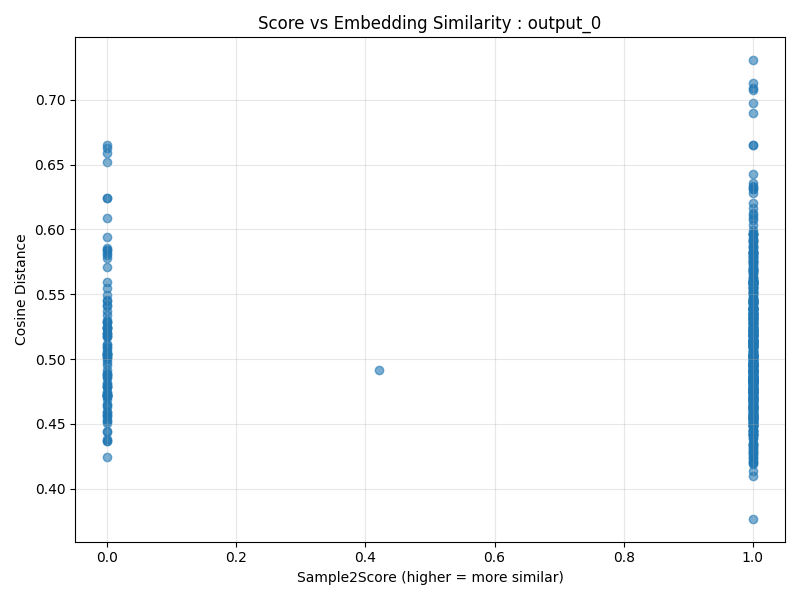 Score vs Embedding Similarity : output_0
Cosine Distance
0.70
0.65
0.60
0.55
0.50
0.45
0.40
0.0 0.2 0.4 0.6 0.8 1.0
Sample2Score (higher = more similar)